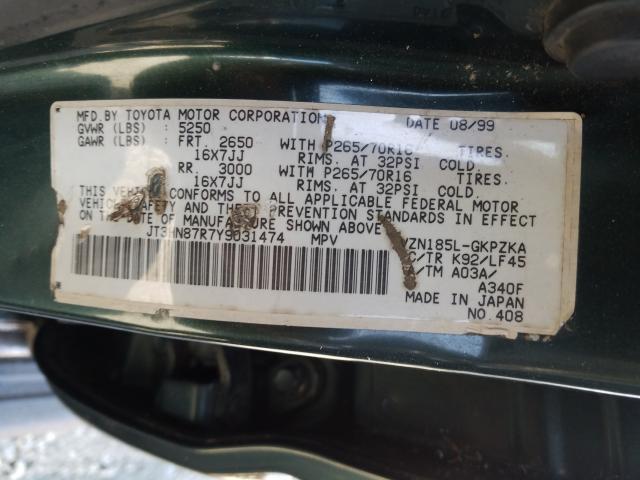 MFD. BY TOYOTA MOTOR CORPORATION DATE 08/99
GVWR (LBS) : 5250
GAWR (LBS) : FRT. 2650 WITH P265/70R16 TIRES.
16X7JJ RIMS. AT 32PSI COLD.
RR. 3000 WITH P265/70R16 TIRES.
16X7JJ RIMS. AT 32PSI COLD.
THIS CONFORMS TO ALL APPLICABLE FEDERAL MOTOR
SAFETY AND THEFT PREVENTION STANDARDS IN EFFECT
ON THE DATE OF MANUFACTURE SHOWN ABOVE.
MPV VZN185L-GKPZKA
C/TR K92/LF45
A/TM A03A/
A340F
MADE IN JAPAN
NO. 408